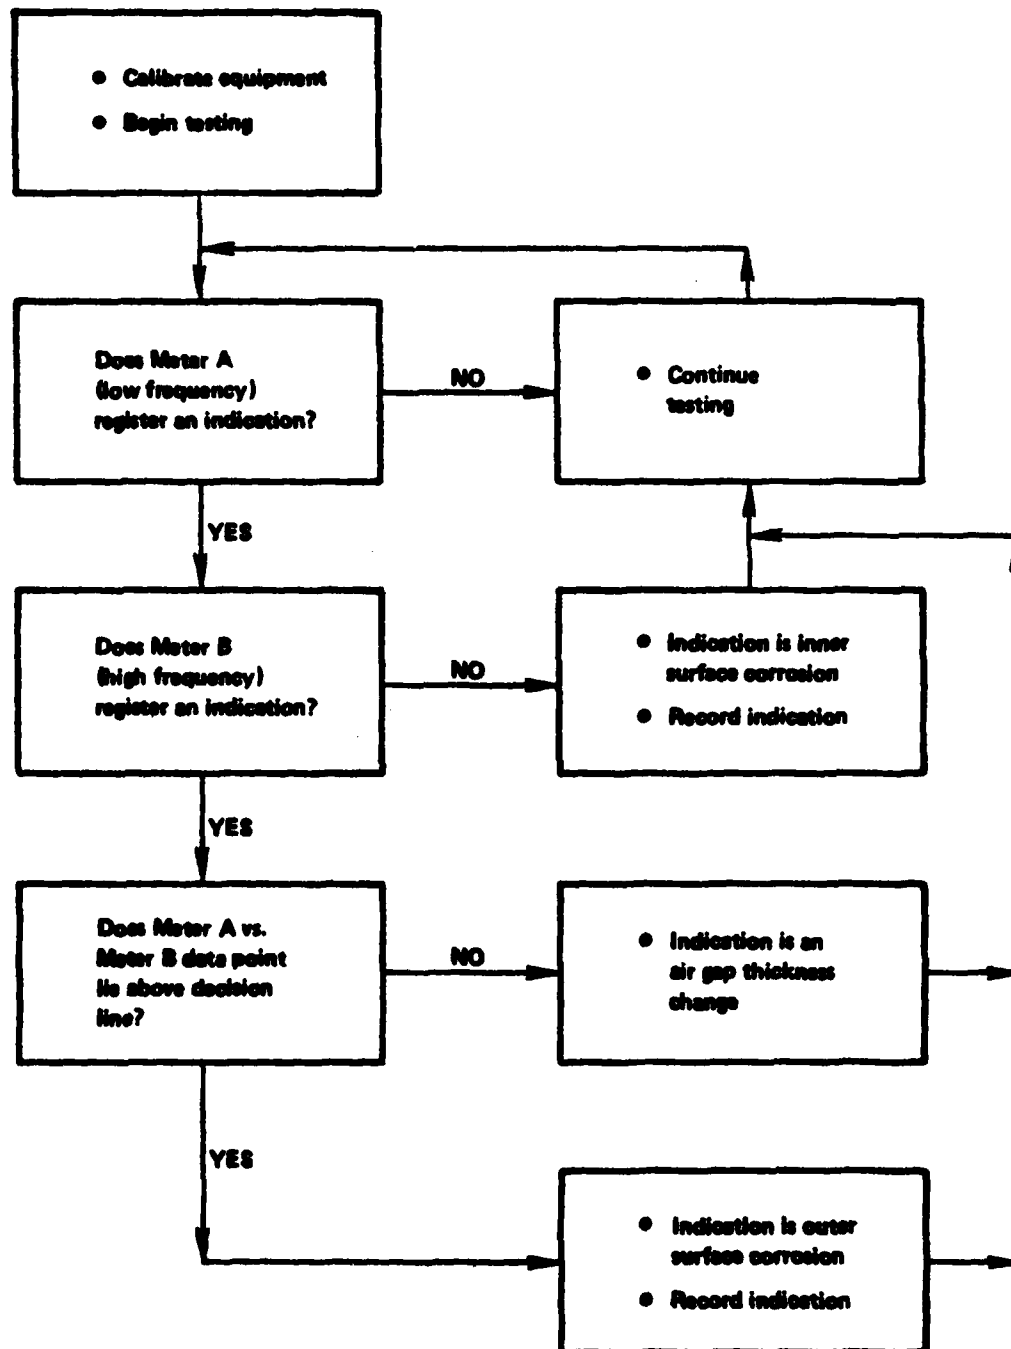 ● Calibrate equipment
● Begin testing
Does Meter A
(low frequency)
register an indication?
NO
● Continue
testing
YES
Does Meter B
(high frequency)
register an indication?
NO
● Indication is inner
surface corrosion
● Record indication
YES
Does Meter A vs.
Meter B data point
lie above decision
line?
NO
● Indication is an
air gap thickness
change
YES
● Indication is outer
surface corrosion
● Record indication